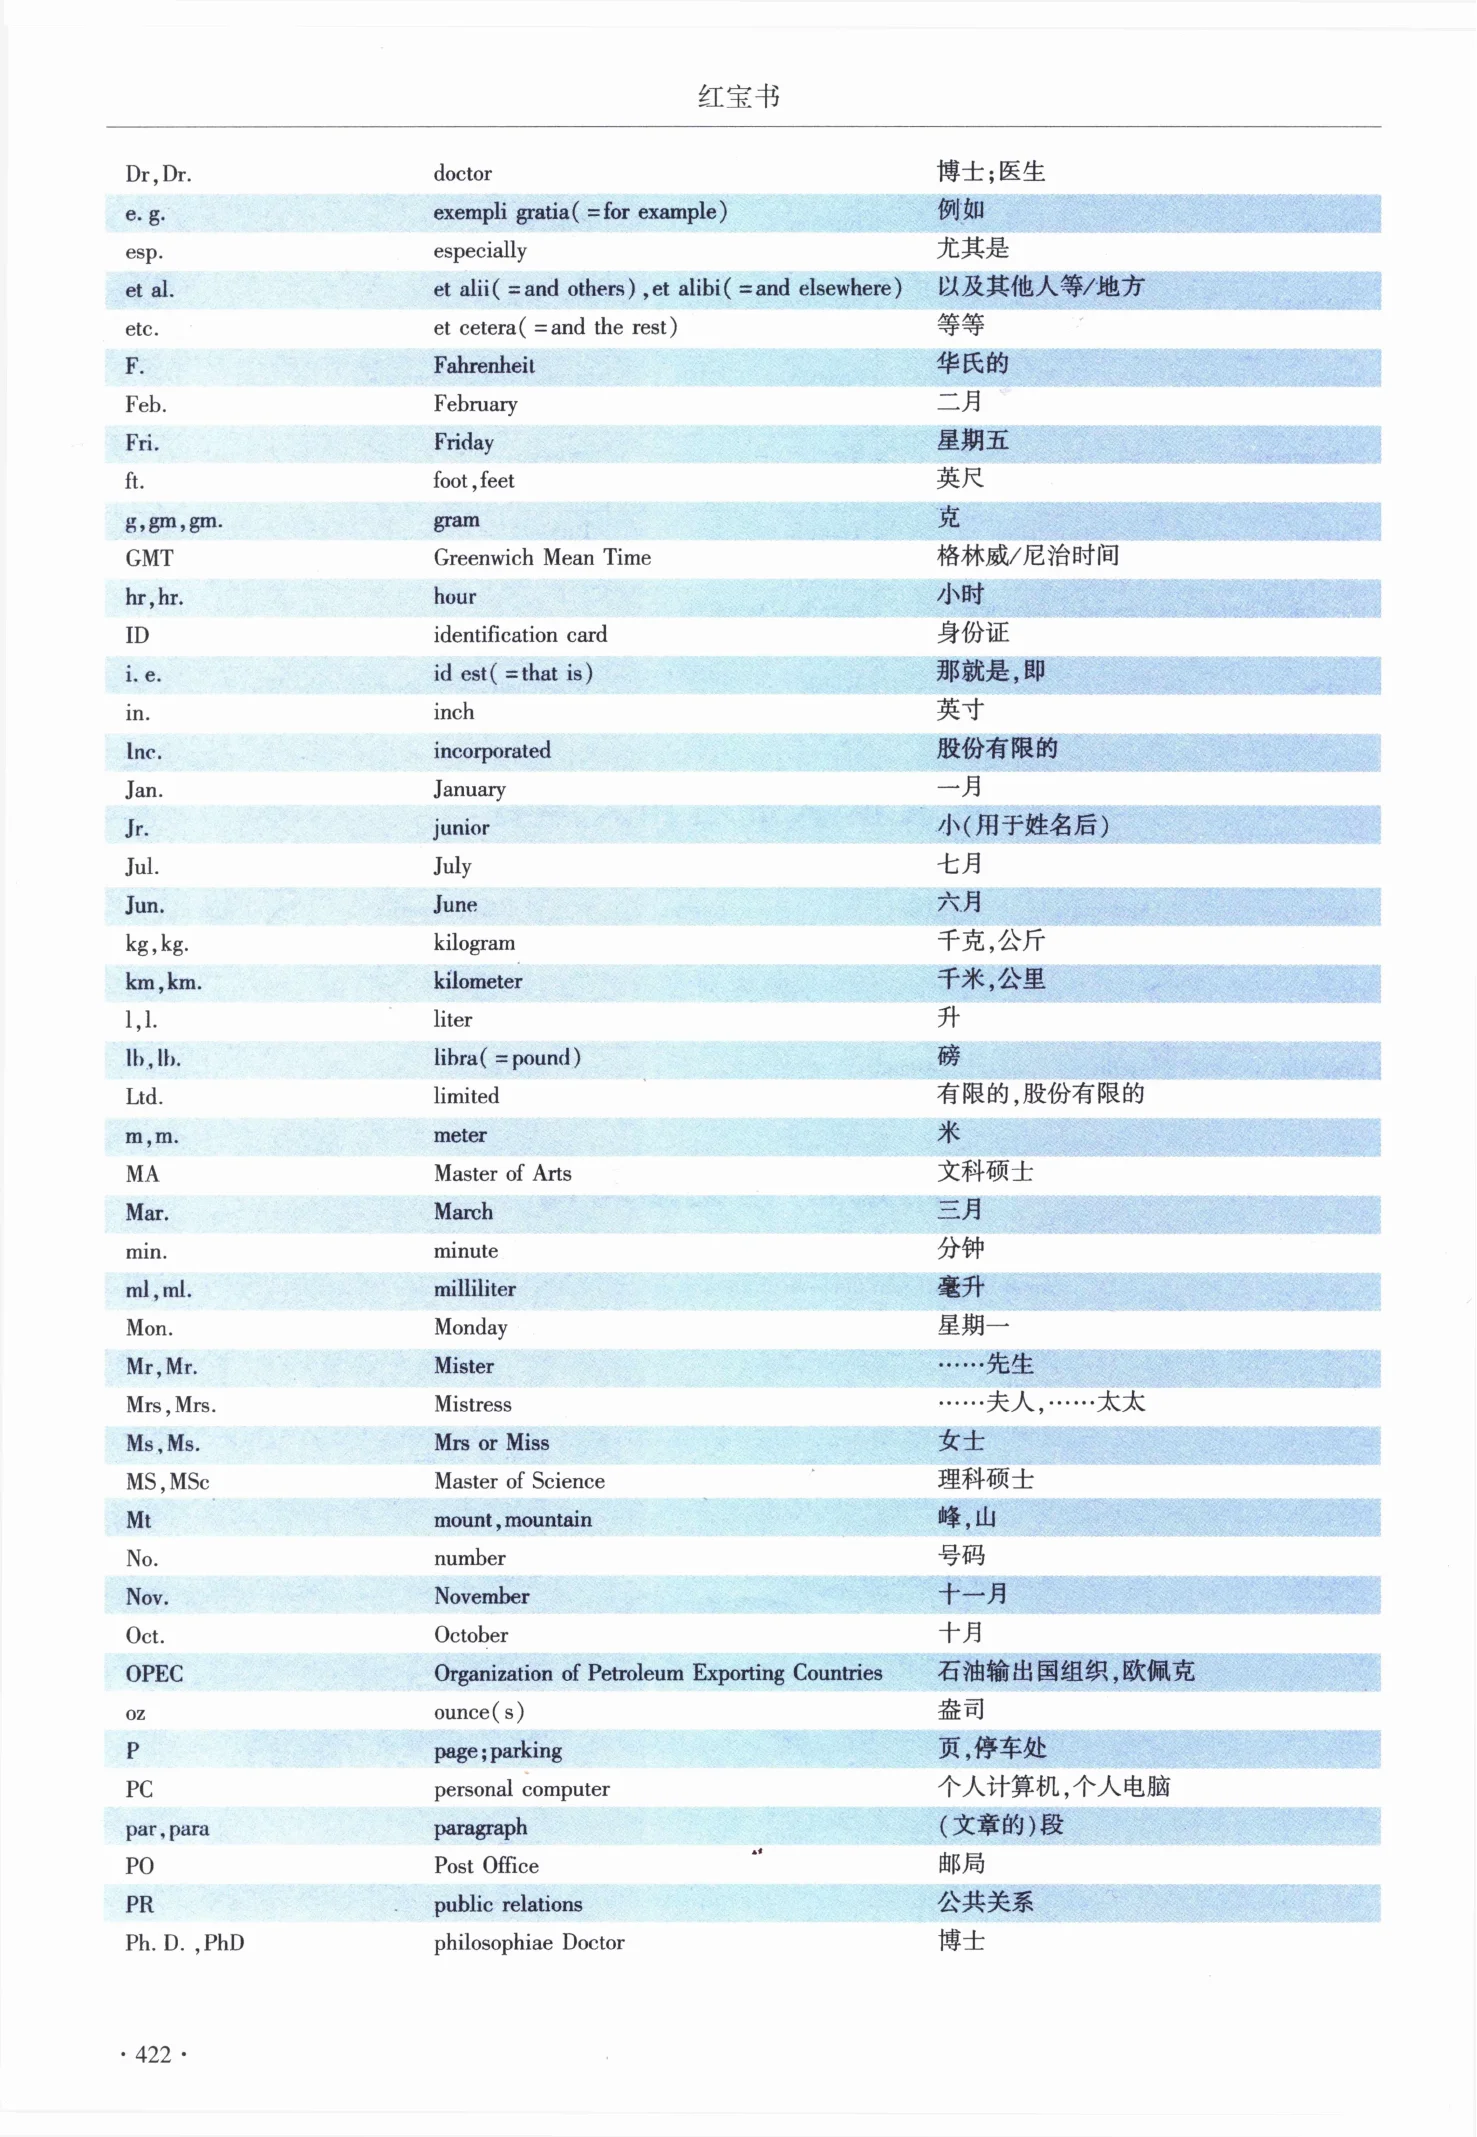 红宝书
Dr,Dr. doctor 博士;医生
e. g. exempli gratia( =for example) 例如
esp. especially 尤其是
et al. et alii( =and others) ,et alibi( =and elsewhere) 以及其他人等/地方
etc. et cetera( =and the rest) 等等
F. Fahrenheit 华氏的
Feb. February 二月
Fri. Friday 星期五
ft. foot,feet 英尺
g,gm,gm. gram 克
GMT Greenwich Mean Time 格林威/尼治时间
hr,hr. hour 小时
ID identification card 身份证
i. e. id est( =that is) 那就是,即
in. inch 英寸
Inc. incorporated 股份有限的
Jan. January 一月
Jr. junior 小(用于姓名后)
Jul. July 七月
Jun. June 六月
kg,kg. kilogram 千克,公斤
km,km. kilometer 千米,公里
l,l. liter 升
lb,lb. libra( =pound) 磅
Ltd. limited 有限的,股份有限的
m,m. meter 米
MA Master of Arts 文科硕士
Mar. March 三月
min. minute 分钟
ml,ml. milliliter 毫升
Mon. Monday 星期一
Mr,Mr. Mister ……先生
Mrs,Mrs. Mistress ……夫人,……太太
Ms,Ms. Mrs or Miss 女士
MS,MSc Master of Science 理科硕士
Mt mount,mountain 峰,山
No. number 号码
Nov. November 十一月
Oct. October 十月
OPEC Organization of Petroleum Exporting Countries 石油输出国组织,欧佩克
oz ounce(s) 盎司
P page;parking 页,停车处
PC personal computer 个人计算机,个人电脑
par,para paragraph (文章的)段
PO Post Office 邮局
PR public relations 公共关系
Ph. D. ,PhD philosophiae Doctor 博士
· 422 ·